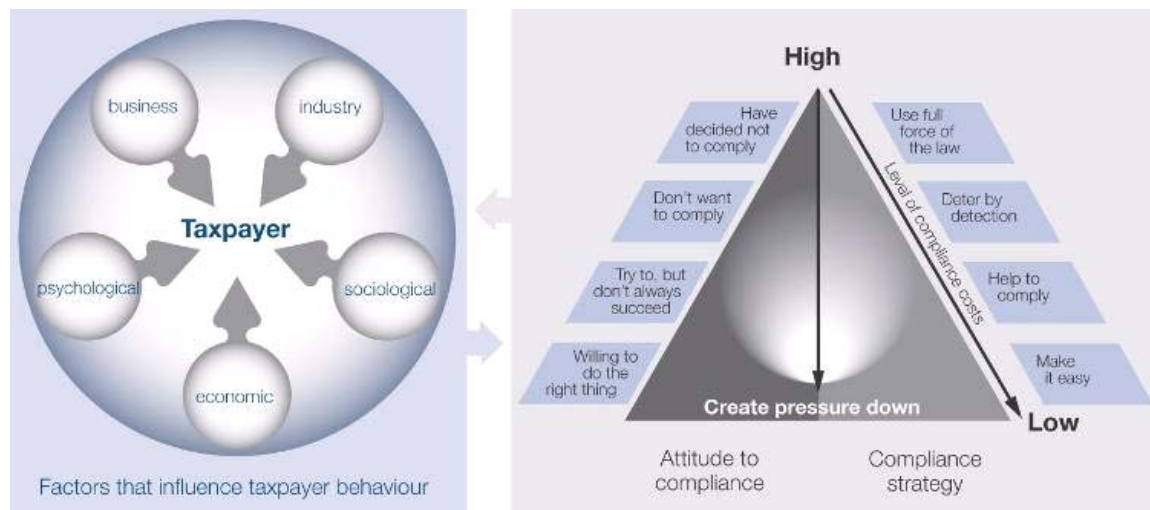 business
industry
Taxpayer
psychological
sociological
economic
Factors that influence taxpayer behaviour
High
Have
decided not
to comply
Use full
force of
the law
Don't want
to comply
Deter by
detection
Try to, but
don't always
succeed
Help to
comply
Willing to
do the
right thing
Make
it easy
Level of compliance costs
Create pressure down
Low
Attitude to
compliance
Compliance
strategy